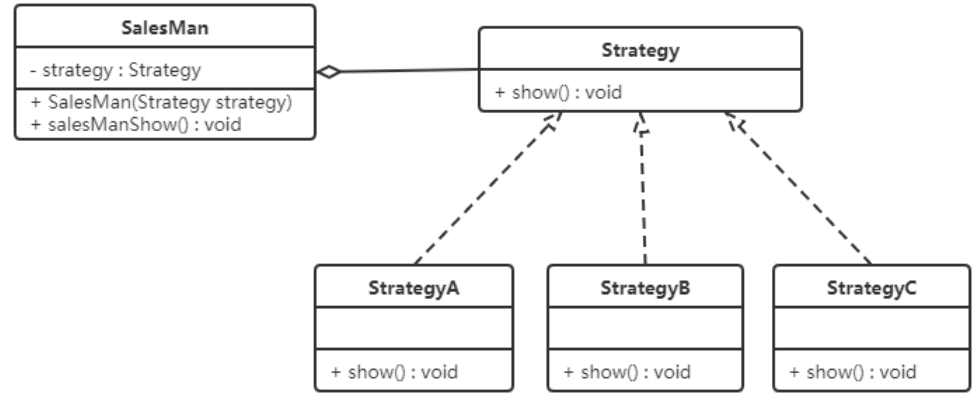 SalesMan
- strategy : Strategy
+ SalesMan(Strategy strategy)
+ salesManShow() : void
Strategy
+ show() : void
StrategyA
+ show() : void
StrategyB
+ show() : void
StrategyC
+ show() : void